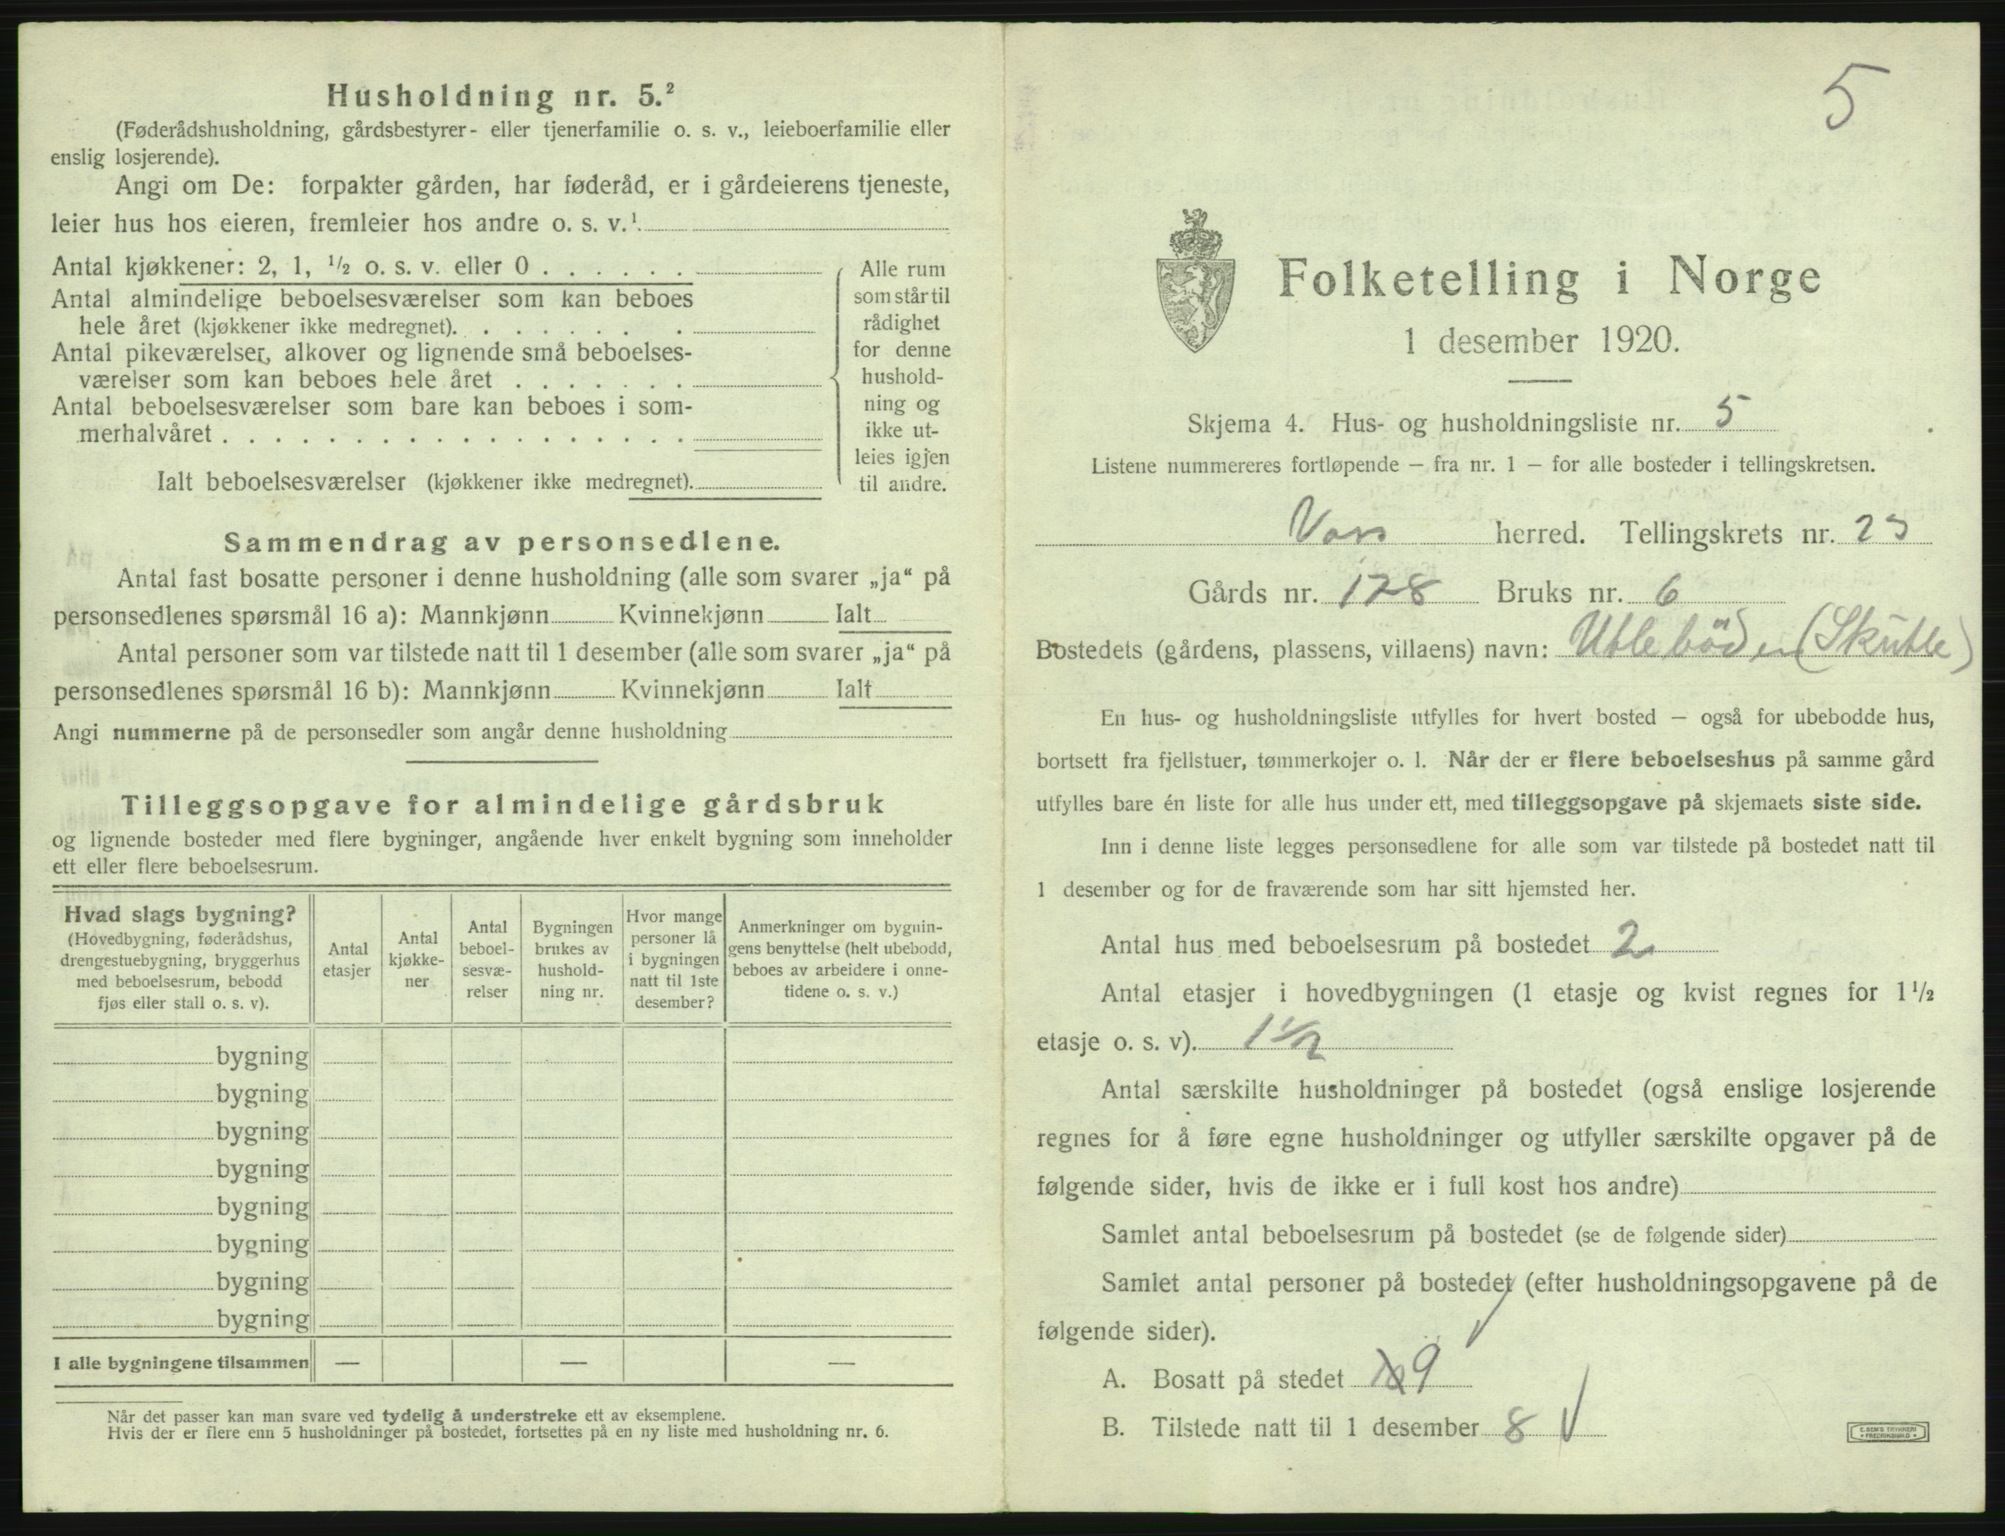 Husholdning nr. 5.²
(Føderådshusholdning, gårdsbestyrer- eller tjenerfamilie o. s. v., leieboerfamilie eller
enslig losjerende).
Angi om De: forpakter gården, har føderåd, er i gårdeierens tjeneste,
leier hus hos eieren, fremleier hos andre o. s. v.¹
Antal kjøkkener: 2, 1, ½ o. s. v. eller 0 . . . . . .
Antal almindelige beboelsesværelser som kan beboes
hele året (kjøkkener ikke medregnet). . . . . . . .
Antal pikeværelser, alkover og lignende små beboelses-
værelser som kan beboes hele året . . . . . . .
Antal beboelsesværelser som bare kan beboes i som-
merhalvåret . . . . . . . . . . . . . . . . . .
Ialt beboelsesværelser (kjøkkener ikke medregnet).
Alle rum
som står til
rådighet
for denne
hushold-
ning og
ikke ut-
leies igjen
til andre.
Sammendrag av personsedlene.
Antal fast bosatte personer i denne husholdning (alle som svarer „ja“ på
personsedlenes spørsmål 16 a): Mannkjønn Kvinnekjønn Ialt
Antal personer som var tilstede natt til 1 desember (alle som svarer „ja“ på
personsedlenes spørsmål 16 b): Mannkjønn Kvinnekjønn Ialt
Angi nummerne på de personsedler som angår denne husholdning
Tilleggsopgave for almindelige gårdsbruk
og lignende bosteder med flere bygninger, angående hver enkelt bygning som inneholder
ett eller flere beboelsesrum.
Hvad slags bygning?
(Hovedbygning, føderådshus,
drengestuebygning, bryggerhus
med beboelsesrum, bebodd
fjøs eller stall o. s. v).
Antal
etasjer
Antal
kjøkke-
ner
Antal
beboel-
sesvæ-
relser
Bygningen
brukes av
hushold-
ning nr.
Hvor mange
personer lå
i bygningen
natt til 1ste
desember?
Anmerkninger om bygnin-
gens benyttelse (helt ubebodd,
beboes av arbeidere i onne-
tidene o. s. v.)
bygning
bygning
bygning
bygning
bygning
bygning
bygning
bygning
I alle bygningene tilsammen — — —
Når det passer kan man svare ved tydelig å understreke ett av eksemplene.
Hvis der er flere enn 5 husholdninger på bostedet, fortsettes på en ny liste med husholdning nr. 6.
5
Folketelling i Norge
1 desember 1920.
Skjema 4. Hus- og husholdningsliste nr. 5
Listene nummereres fortløpende – fra nr. 1 – for alle bosteder i tellingskretsen.
Voss herred. Tellingskrets nr. 23
Gårds nr. 178 Bruks nr. 6
Bostedets (gårdens, plassens, villaens) navn: Utlebøden (Skutle)
En hus- og husholdningsliste utfylles for hvert bosted – også for ubebodde hus,
bortsett fra fjellstuer, tømmerkojer o. l. Når der er flere beboelseshus på samme gård
utfylles bare én liste for alle hus under ett, med tilleggsopgave på skjemaets siste side.
Inn i denne liste legges personsedlene for alle som var tilstede på bostedet natt til
1 desember og for de fraværende som har sitt hjemsted her.
Antal hus med beboelsesrum på bostedet 2
Antal etasjer i hovedbygningen (1 etasje og kvist regnes for 1½
etasje o. s. v). 1½
Antal særskilte husholdninger på bostedet (også enslige losjerende
regnes for å føre egne husholdninger og utfyller særskilte opgaver på de
følgende sider, hvis de ikke er i full kost hos andre)
Samlet antal beboelsesrum på bostedet (se de følgende sider)
Samlet antal personer på bostedet (efter husholdningsopgavene på de
følgende sider).
A. Bosatt på stedet 9
B. Tilstede natt til 1 desember 8